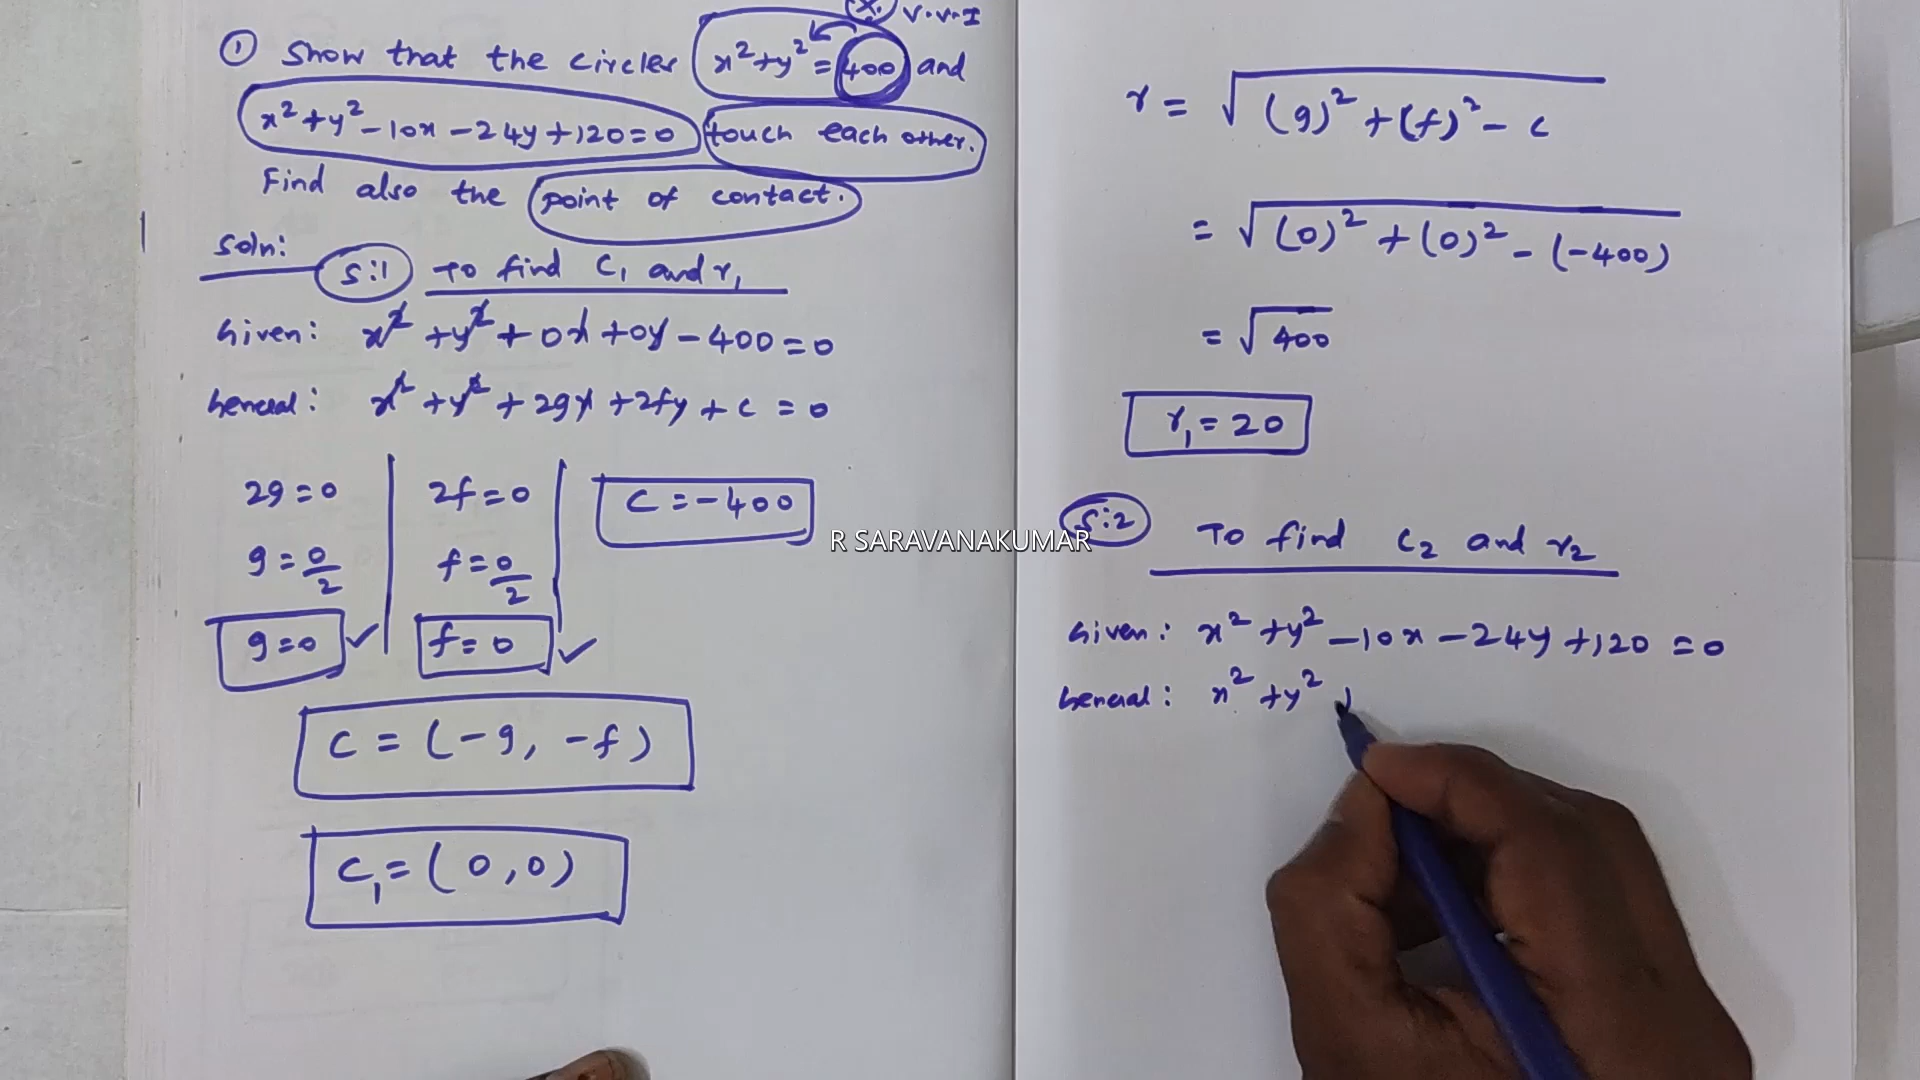 (X.) V.V.I
① Show that the circles x²+y²=400 and
x²+y²-10x-24y+120=0 touch each other.
Find also the point of contact.
Soln:
S:1 To find C₁ and r₁
Given: x²+y²+0x+0y-400=0
General: x²+y²+2gx+2fy+c=0
2g=0 2f=0 C=-400
g=0/2 f=0/2
g=0 ✓ f=0 ✓
C=(-g, -f)
C₁=(0,0)
r=√(g)²+(f)²-c
=√(0)²+(0)²-(-400)
=√400
r₁=20
R SARAVANAKUMAR
S:2 To find C₂ and r₂
Given: x²+y²-10x-24y+120=0
General: x²+y²